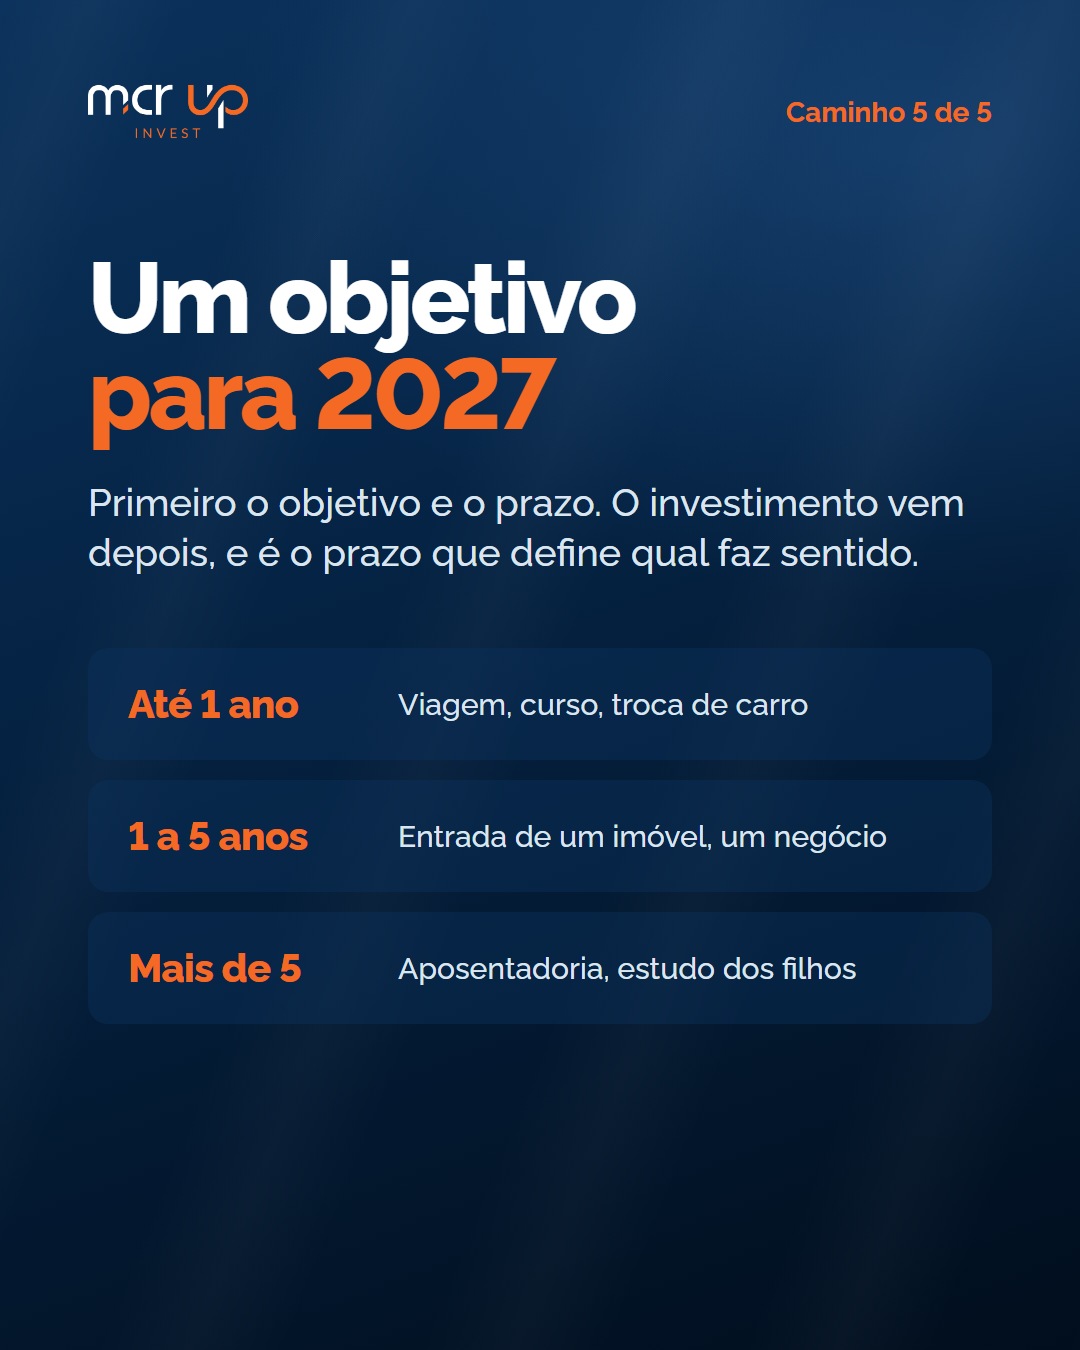 mcr up
INVEST
Caminho 5 de 5
Um objetivo
para 2027
Primeiro o objetivo e o prazo. O investimento vem
depois, e é o prazo que define qual faz sentido.
Até 1 ano
Viagem, curso, troca de carro
1 a 5 anos
Entrada de um imóvel, um negócio
Mais de 5
Aposentadoria, estudo dos filhos